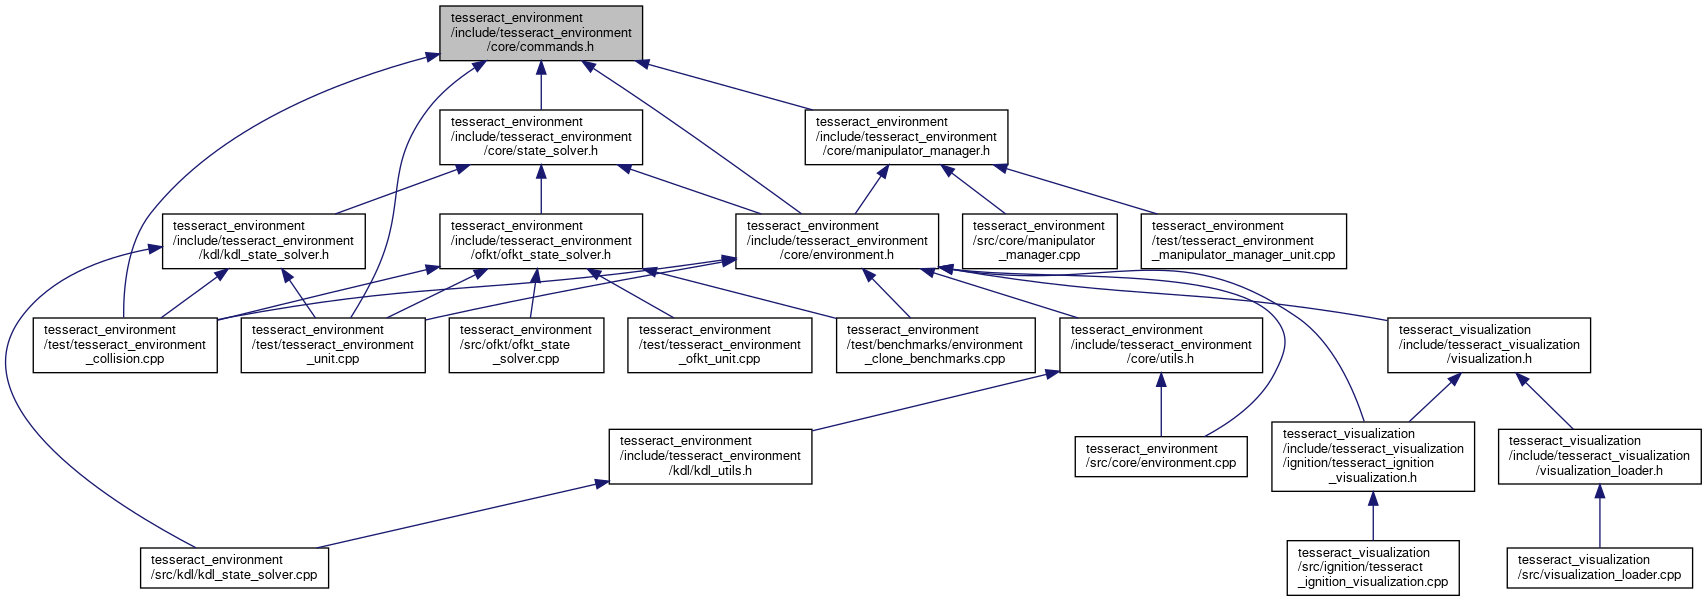 tesseract_environment
/include/tesseract_environment
/core/commands.h
tesseract_environment
/include/tesseract_environment
/core/state_solver.h
tesseract_environment
/include/tesseract_environment
/core/manipulator_manager.h
tesseract_environment
/include/tesseract_environment
/kdl/kdl_state_solver.h
tesseract_environment
/include/tesseract_environment
/ofkt/ofkt_state_solver.h
tesseract_environment
/include/tesseract_environment
/core/environment.h
tesseract_environment
/src/core/manipulator
_manager.cpp
tesseract_environment
/test/tesseract_environment
_manipulator_manager_unit.cpp
tesseract_environment
/test/tesseract_environment
_collision.cpp
tesseract_environment
/test/tesseract_environment
_unit.cpp
tesseract_environment
/src/ofkt/ofkt_state
_solver.cpp
tesseract_environment
/test/tesseract_environment
_ofkt_unit.cpp
tesseract_environment
/test/benchmarks/environment
_clone_benchmarks.cpp
tesseract_environment
/include/tesseract_environment
/core/utils.h
tesseract_visualization
/include/tesseract_visualization
/visualization.h
tesseract_environment
/include/tesseract_environment
/kdl/kdl_utils.h
tesseract_environment
/src/core/environment.cpp
tesseract_visualization
/include/tesseract_visualization
/ignition/tesseract_ignition
_visualization.h
tesseract_visualization
/include/tesseract_visualization
/visualization_loader.h
tesseract_environment
/src/kdl/kdl_state_solver.cpp
tesseract_visualization
/src/ignition/tesseract
_ignition_visualization.cpp
tesseract_visualization
/src/visualization_loader.cpp